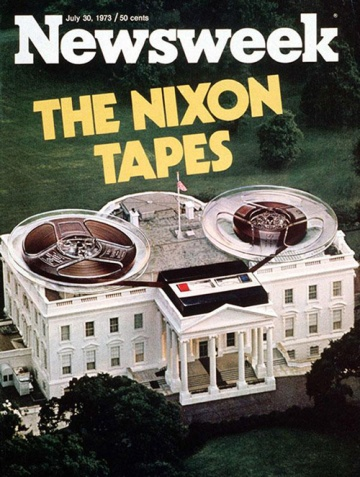 July 30, 1973 / 50 cents
Newsweek
THE NIXON
TAPES